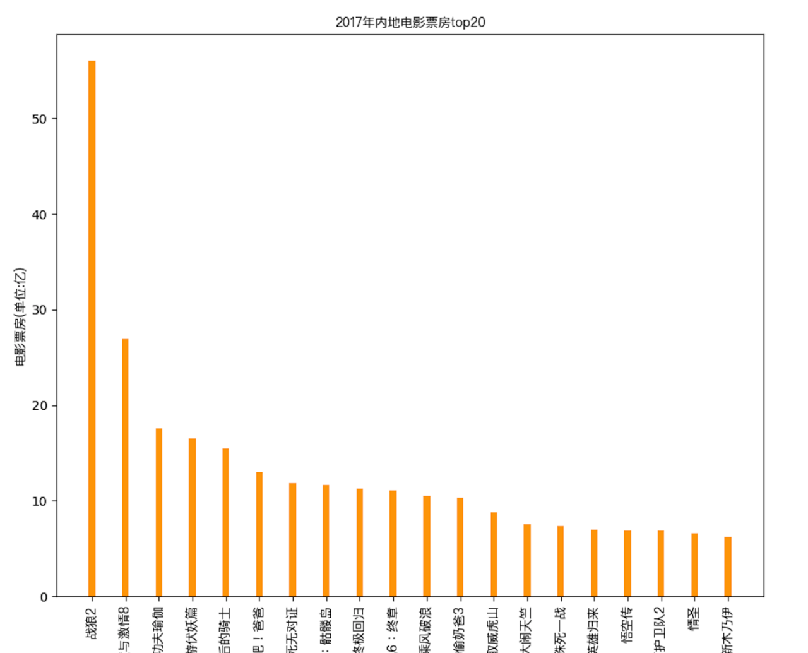 2017年内地电影票房top20
电影票房(单位:亿)
50
40
30
20
10
0
战狼2
与激情8
功夫瑜伽
游伏妖篇
后的骑士
吧！爸爸
死无对证
：骷髅岛
终极回归
6：终章
乘风破浪
偷奶爸3
取威虎山
大闹天竺
殊死一战
英雄归来
悟空传
护卫队2
情圣
新木乃伊